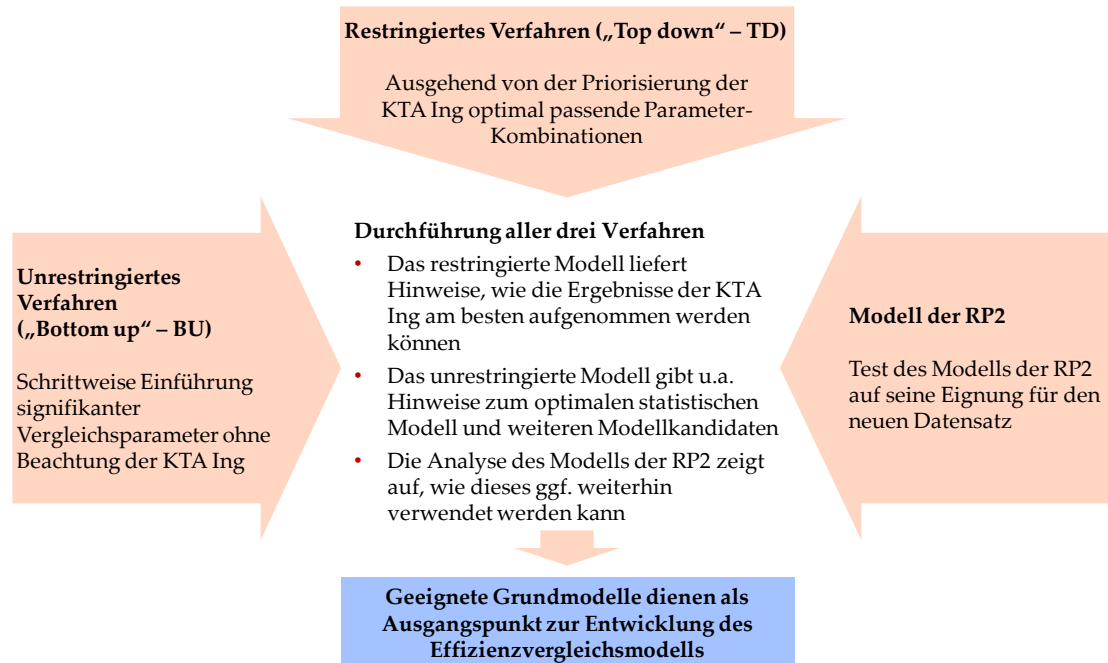 Restringiertes Verfahren („Top down“ – TD)
Ausgehend von der Priorisierung der
KTA Ing optimal passende Parameter-
Kombinationen
Unrestringiertes
Verfahren
(„Bottom up“ – BU)
Schrittweise Einführung
signifikanter
Vergleichsparameter ohne
Beachtung der KTA Ing
Durchführung aller drei Verfahren
• Das restringierte Modell liefert
Hinweise, wie die Ergebnisse der KTA
Ing am besten aufgenommen werden
können
• Das unrestringierte Modell gibt u.a.
Hinweise zum optimalen statistischen
Modell und weiteren Modellkandidaten
• Die Analyse des Modells der RP2 zeigt
auf, wie dieses ggf. weiterhin
verwendet werden kann
Modell der RP2
Test des Modells der RP2
auf seine Eignung für den
neuen Datensatz
Geeignete Grundmodelle dienen als
Ausgangspunkt zur Entwicklung des
Effizienzvergleichsmodells